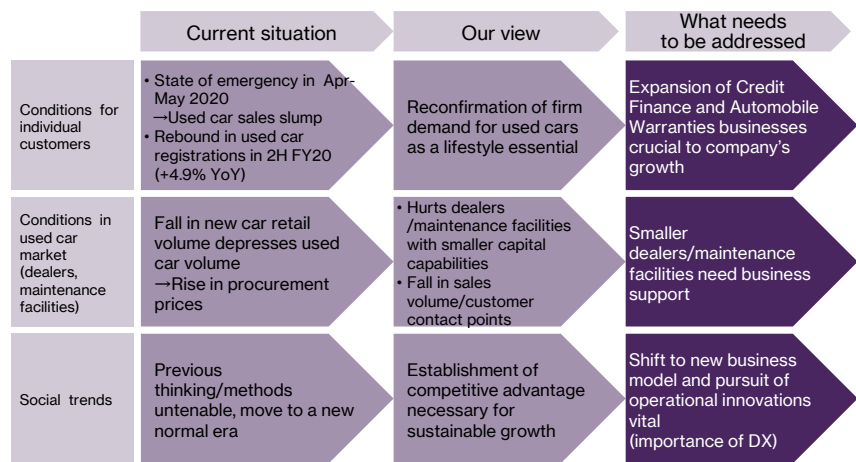 Current situation
Our view
What needs
to be addressed
Conditions for
individual
customers
• State of emergency in Apr-
May 2020
→Used car sales slump
• Rebound in used car
registrations in 2H FY20
(+4.9% YoY)
Reconfirmation of firm
demand for used cars
as a lifestyle essential
Expansion of Credit
Finance and Automobile
Warranties businesses
crucial to company's
growth
Conditions in
used car
market
(dealers,
maintenance
facilities)
Fall in new car retail
volume depresses used
car volume
→Rise in procurement
prices
• Hurts dealers
/maintenance facilities
with smaller capital
capabilities
• Fall in sales
volume/customer
contact points
Smaller
dealers/maintenance
facilities need business
support
Social trends
Previous
thinking/methods
untenable, move to a new
normal era
Establishment of
competitive advantage
necessary for
sustainable growth
Shift to new business
model and pursuit of
operational innovations
vital
(importance of DX)